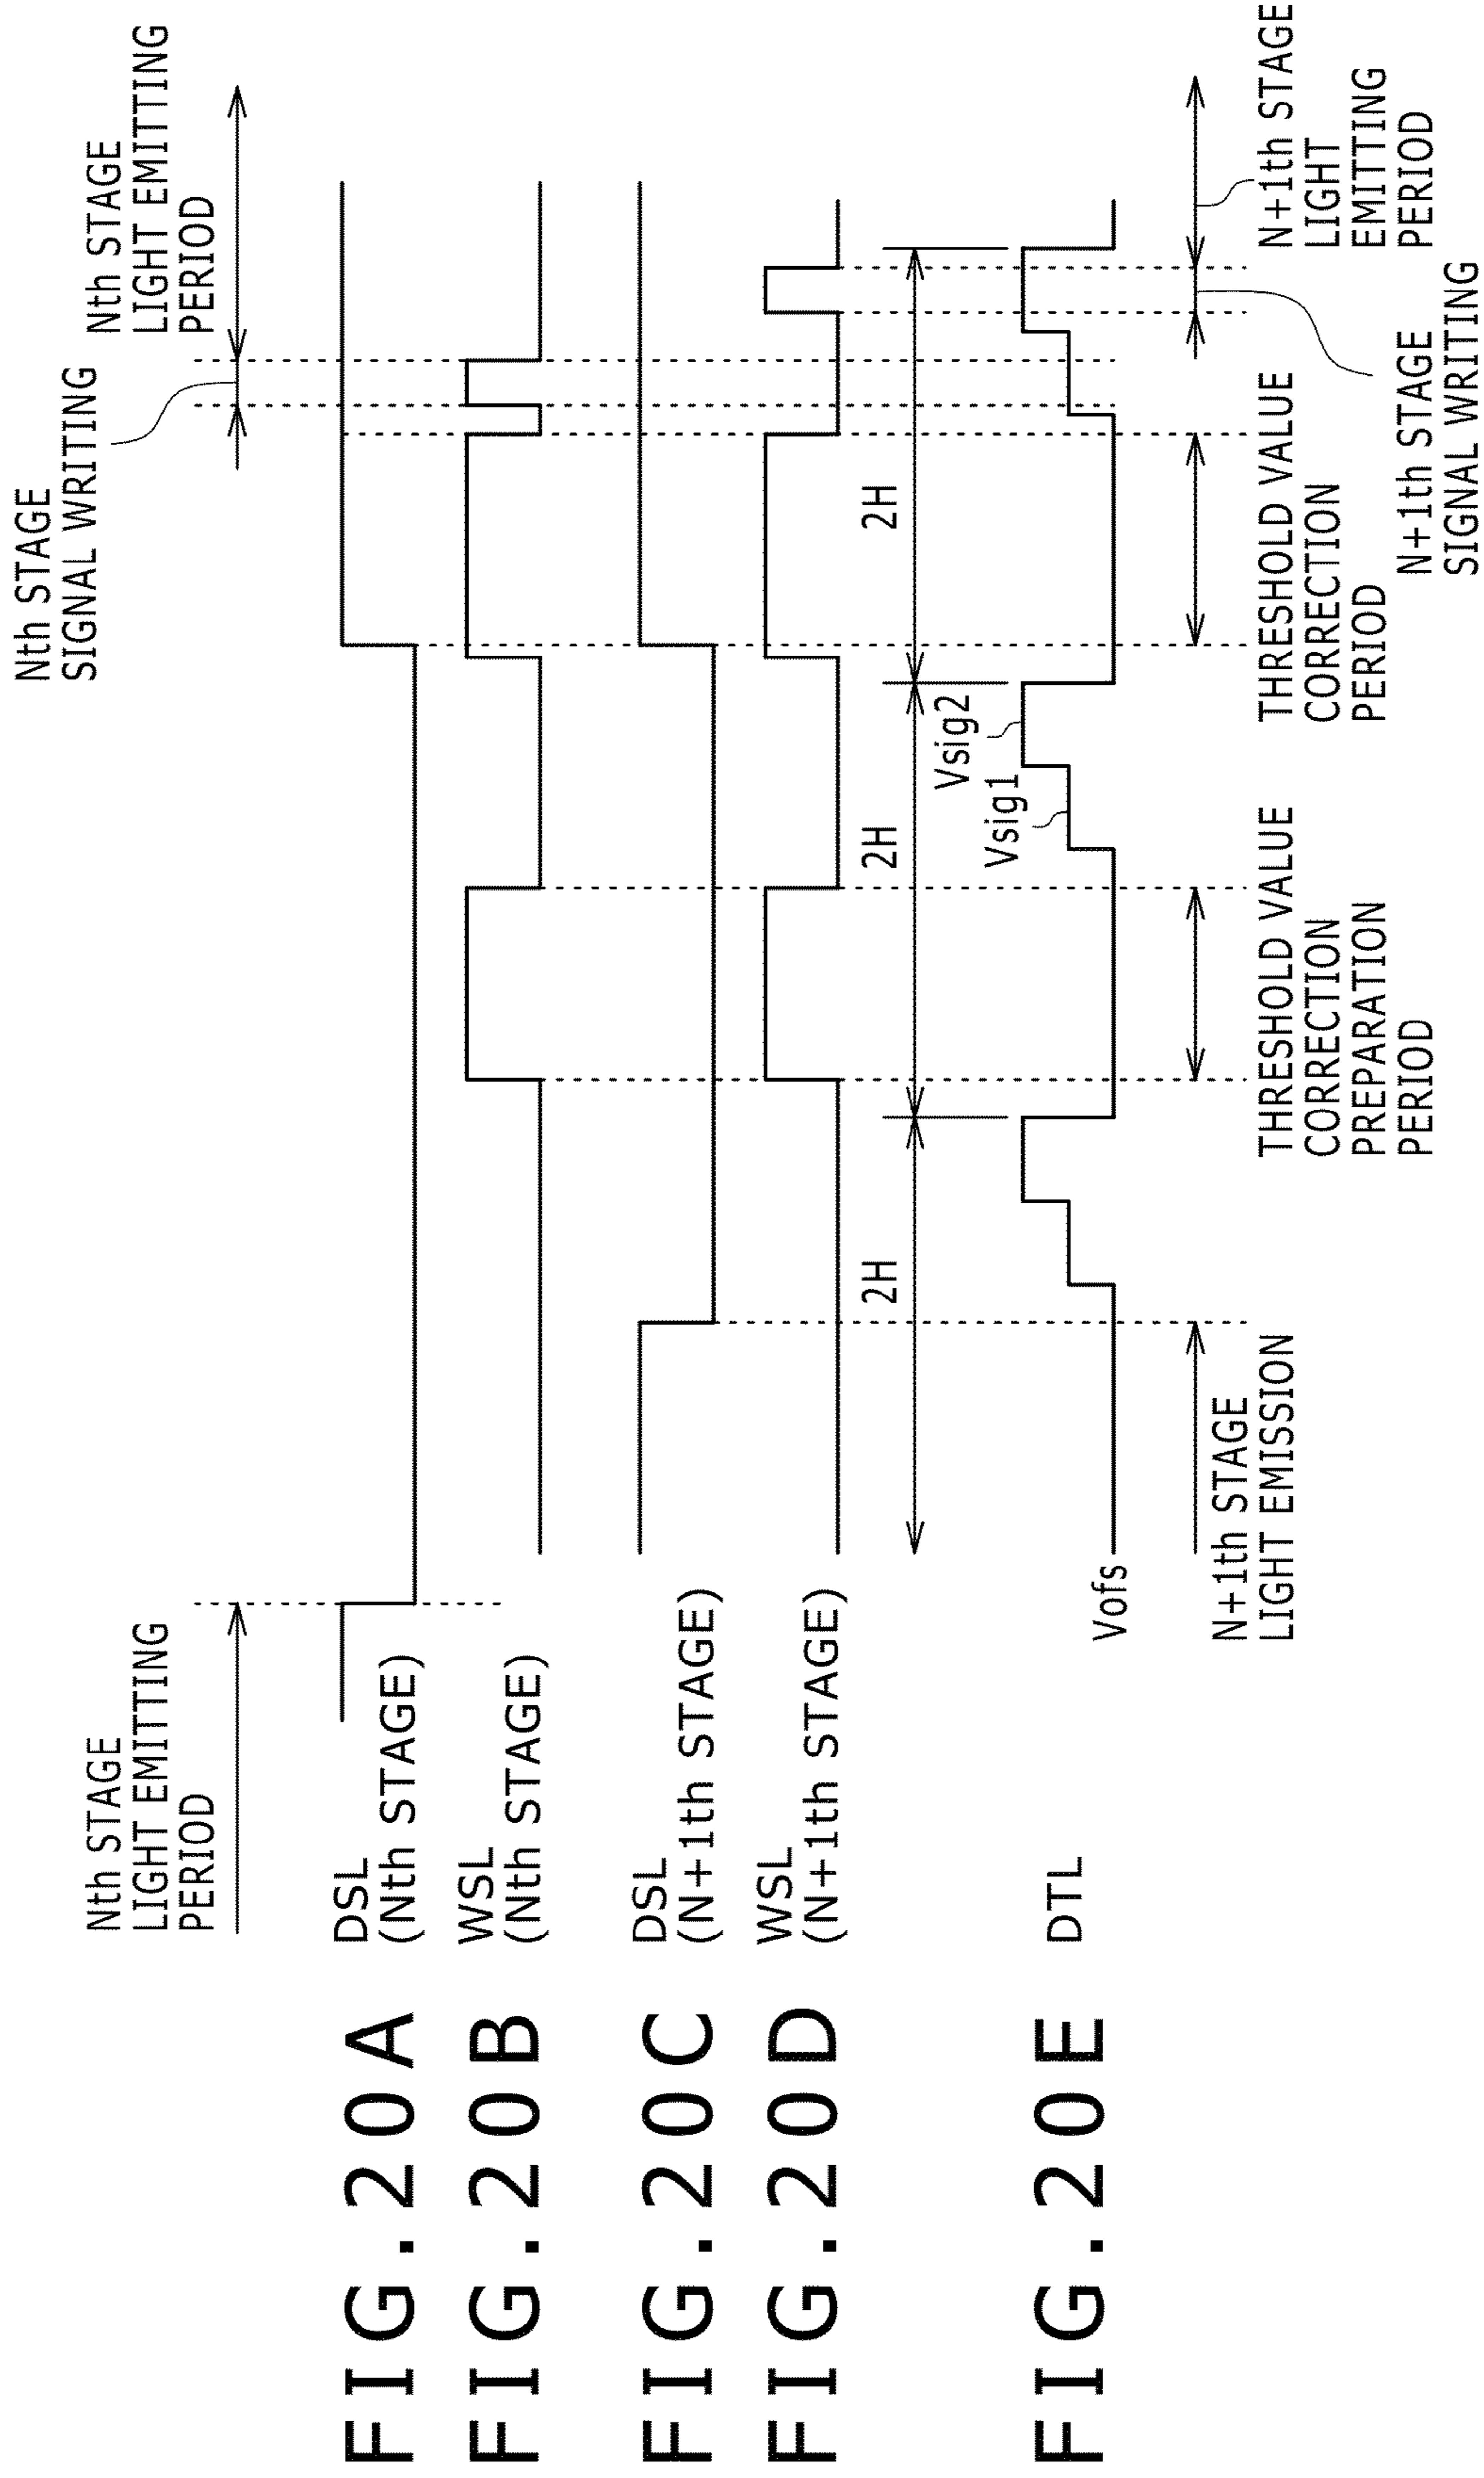 Nth STAGE
LIGHT EMITTING
PERIOD
Nth STAGE
SIGNAL WRITING
Nth STAGE
LIGHT EMITTING
PERIOD
FIG.20A
DSL
(Nth STAGE)
FIG.20B
WSL
(Nth STAGE)
FIG.20C
DSL
(N+1th STAGE)
FIG.20D
WSL
(N+1th STAGE)
2H
2H
2H
Vsig1
Vsig2
FIG.20E
DTL
Vofs
N+1th STAGE
LIGHT EMISSION
THRESHOLD VALUE
CORRECTION
PREPARATION
PERIOD
THRESHOLD VALUE
CORRECTION
PERIOD
N+1th STAGE
SIGNAL WRITING
N+1th STAGE
LIGHT
EMITTING
PERIOD